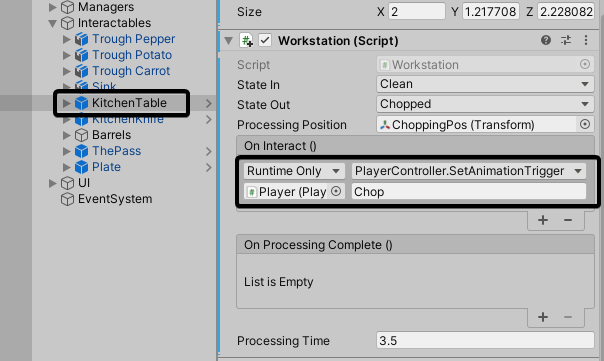 Managers
Interactables
Trough Pepper
Trough Potato
Trough Carrot
Sink
KitchenTable
KitchenKnife
Barrels
ThePass
Plate
UI
EventSystem
Size X 2 Y 1.217708 Z 2.228082
# Workstation (Script)
Script # Workstation
State In Clean
State Out Chopped
Processing Position ChoppingPos (Transform)
On Interact ()
Runtime Only PlayerController.SetAnimationTrigger
# Player (Play Chop
+ −
On Processing Complete ()
List is Empty
+ −
Processing Time 3.5